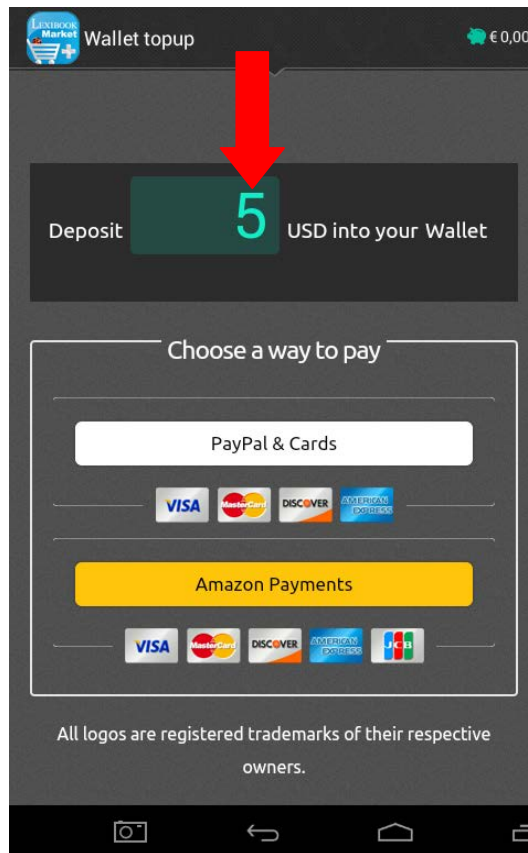 LEXIBOOK
Market
Wallet topup
€ 0,00
Deposit 5 USD into your Wallet
Choose a way to pay
PayPal & Cards
VISA MasterCard DISCOVER AMERICAN EXPRESS
Amazon Payments
VISA MasterCard DISCOVER AMERICAN EXPRESS JCB
All logos are registered trademarks of their respective
owners.